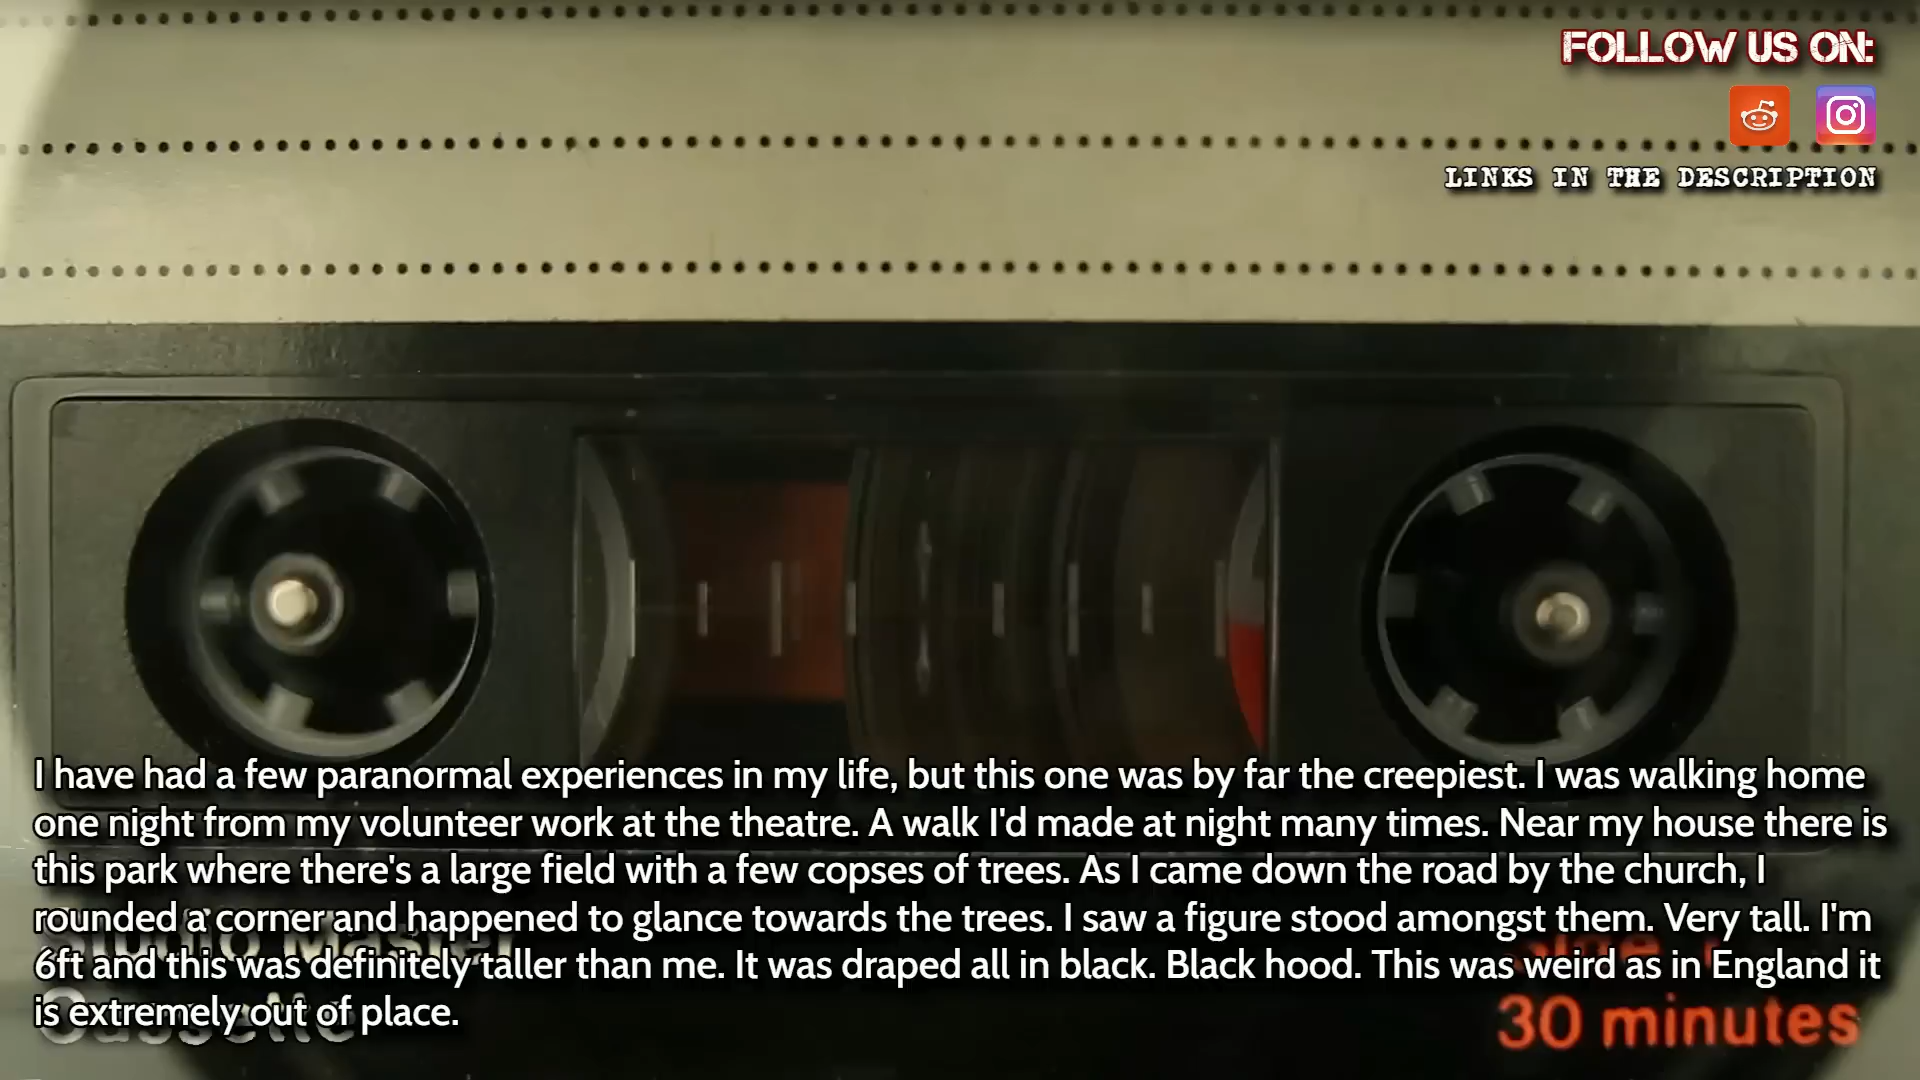 FOLLOW US ON:
LINKS IN THE DESCRIPTION
I have had a few paranormal experiences in my life, but this one was by far the creepiest. I was walking home
one night from my volunteer work at the theatre. A walk I'd made at night many times. Near my house there is
this park where there's a large field with a few copses of trees. As I came down the road by the church, I
rounded a corner and happened to glance towards the trees. I saw a figure stood amongst them. Very tall. I'm
6ft and this was definitely taller than me. It was draped all in black. Black hood. This was weird as in England it
is extremely out of place.
Cassette
30 minutes